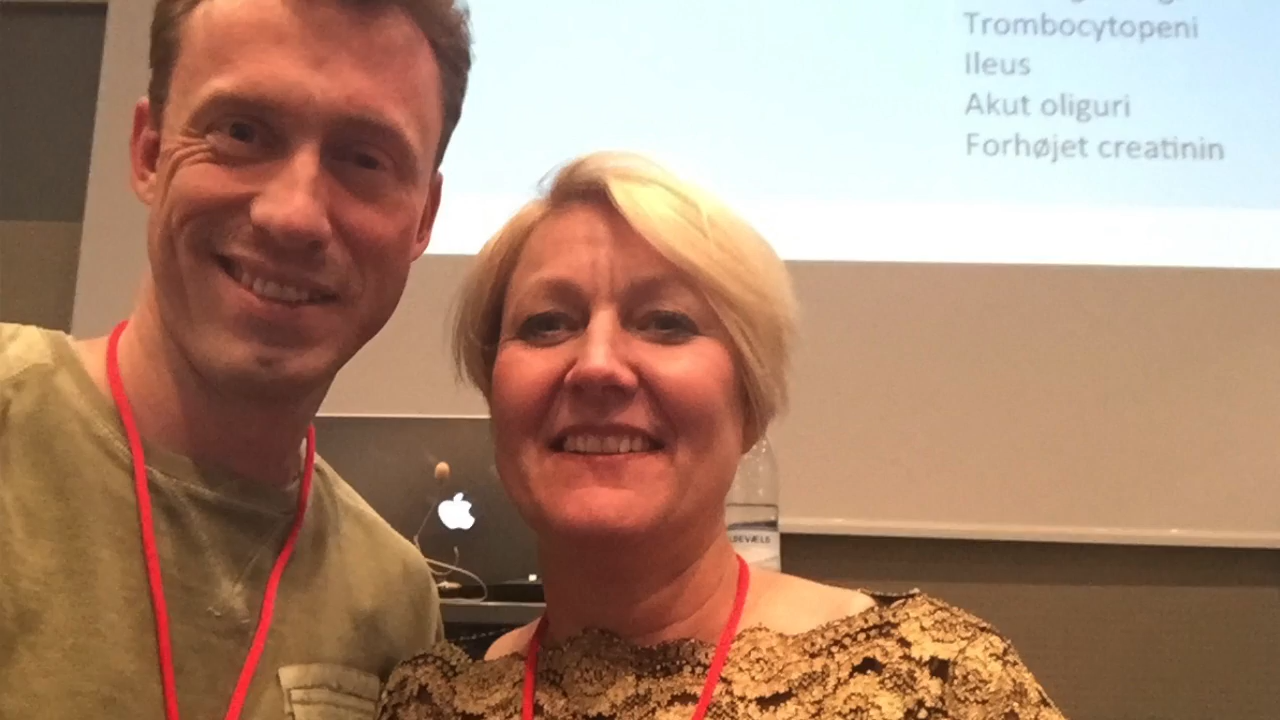 Trombocytopeni
Ileus
Akut oliguri
Forhøjet creatinin